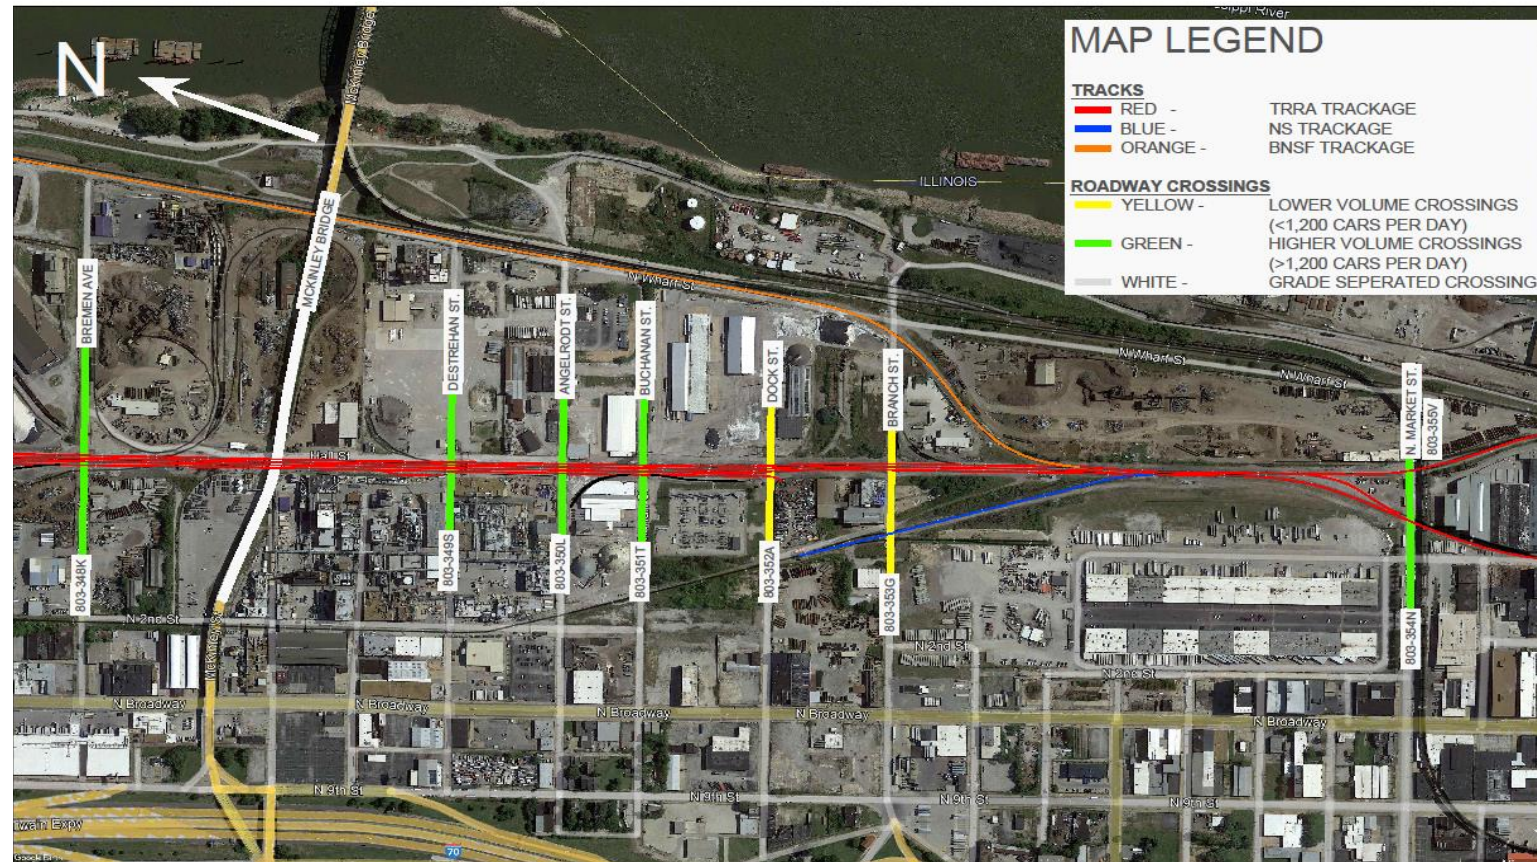 N
MAP LEGEND
TRACKS
RED - TRRA TRACKAGE
BLUE - NS TRACKAGE
ORANGE - BNSF TRACKAGE
ROADWAY CROSSINGS
YELLOW - LOWER VOLUME CROSSINGS
(<1,200 CARS PER DAY)
GREEN - HIGHER VOLUME CROSSINGS
(>1,200 CARS PER DAY)
WHITE - GRADE SEPERATED CROSSING
River
McKinley Bridge
ILLINOIS
MCKINLEY BRIDGE
BREMEN AVE
DESTREHAN ST.
ANGELRODT ST.
BUCHANAN ST.
DOCK ST.
BRANCH ST.
N. MARKET ST.
803-355V
N Wharf St
N Wharf St
N Wharf St
Hall St
803-348K
803-349S
803-350L
803-351T
803-352A
803-353G
803-354N
N 2nd St
N 2nd St
N 2nd St
McKinley St
N Broadway
N Broadway
N Broadway
N Broadway
N Broadway
N 9th St
N 9th St
N 9th St
N 9th St
wain Expy
70